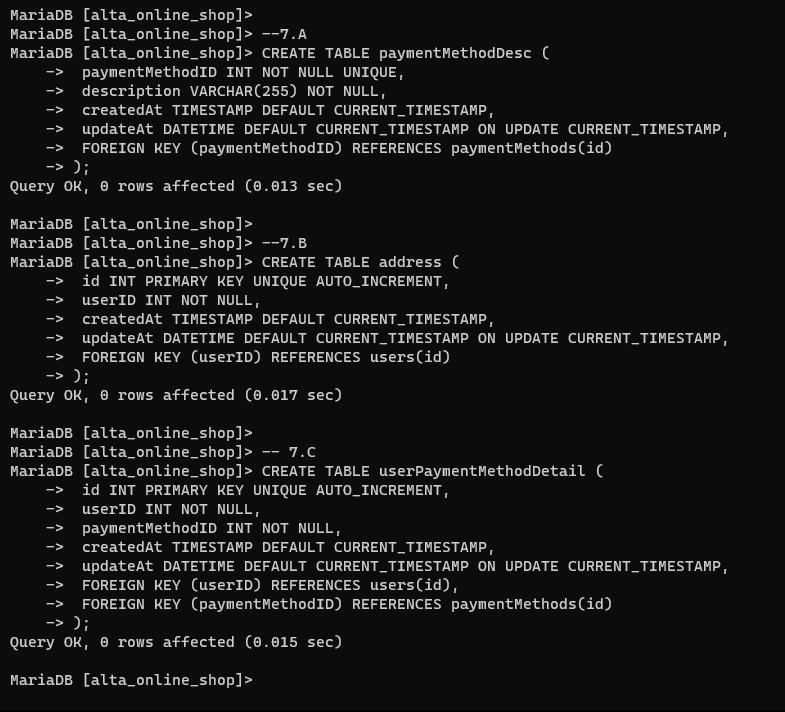 MariaDB [alta_online_shop]>
MariaDB [alta_online_shop]> --7.A
MariaDB [alta_online_shop]> CREATE TABLE paymentMethodDesc (
    ->  paymentMethodID INT NOT NULL UNIQUE,
    ->  description VARCHAR(255) NOT NULL,
    ->  createdAt TIMESTAMP DEFAULT CURRENT_TIMESTAMP,
    ->  updateAt DATETIME DEFAULT CURRENT_TIMESTAMP ON UPDATE CURRENT_TIMESTAMP,
    ->  FOREIGN KEY (paymentMethodID) REFERENCES paymentMethods(id)
    -> );
Query OK, 0 rows affected (0.013 sec)

MariaDB [alta_online_shop]>
MariaDB [alta_online_shop]> --7.B
MariaDB [alta_online_shop]> CREATE TABLE address (
    ->  id INT PRIMARY KEY UNIQUE AUTO_INCREMENT,
    ->  userID INT NOT NULL,
    ->  createdAt TIMESTAMP DEFAULT CURRENT_TIMESTAMP,
    ->  updateAt DATETIME DEFAULT CURRENT_TIMESTAMP ON UPDATE CURRENT_TIMESTAMP,
    ->  FOREIGN KEY (userID) REFERENCES users(id)
    -> );
Query OK, 0 rows affected (0.017 sec)

MariaDB [alta_online_shop]>
MariaDB [alta_online_shop]> -- 7.C
MariaDB [alta_online_shop]> CREATE TABLE userPaymentMethodDetail (
    ->  id INT PRIMARY KEY UNIQUE AUTO_INCREMENT,
    ->  userID INT NOT NULL,
    ->  paymentMethodID INT NOT NULL,
    ->  createdAt TIMESTAMP DEFAULT CURRENT_TIMESTAMP,
    ->  updateAt DATETIME DEFAULT CURRENT_TIMESTAMP ON UPDATE CURRENT_TIMESTAMP,
    ->  FOREIGN KEY (userID) REFERENCES users(id),
    ->  FOREIGN KEY (paymentMethodID) REFERENCES paymentMethods(id)
    -> );
Query OK, 0 rows affected (0.015 sec)

MariaDB [alta_online_shop]>